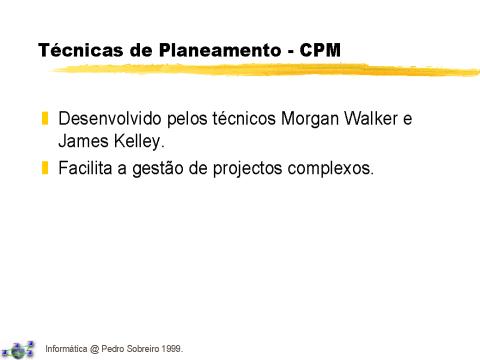 Técnicas de Planeamento - CPM
Desenvolvido pelos técnicos Morgan Walker e
James Kelley.
Facilita a gestão de projectos complexos.
Informática @ Pedro Sobreiro 1999.